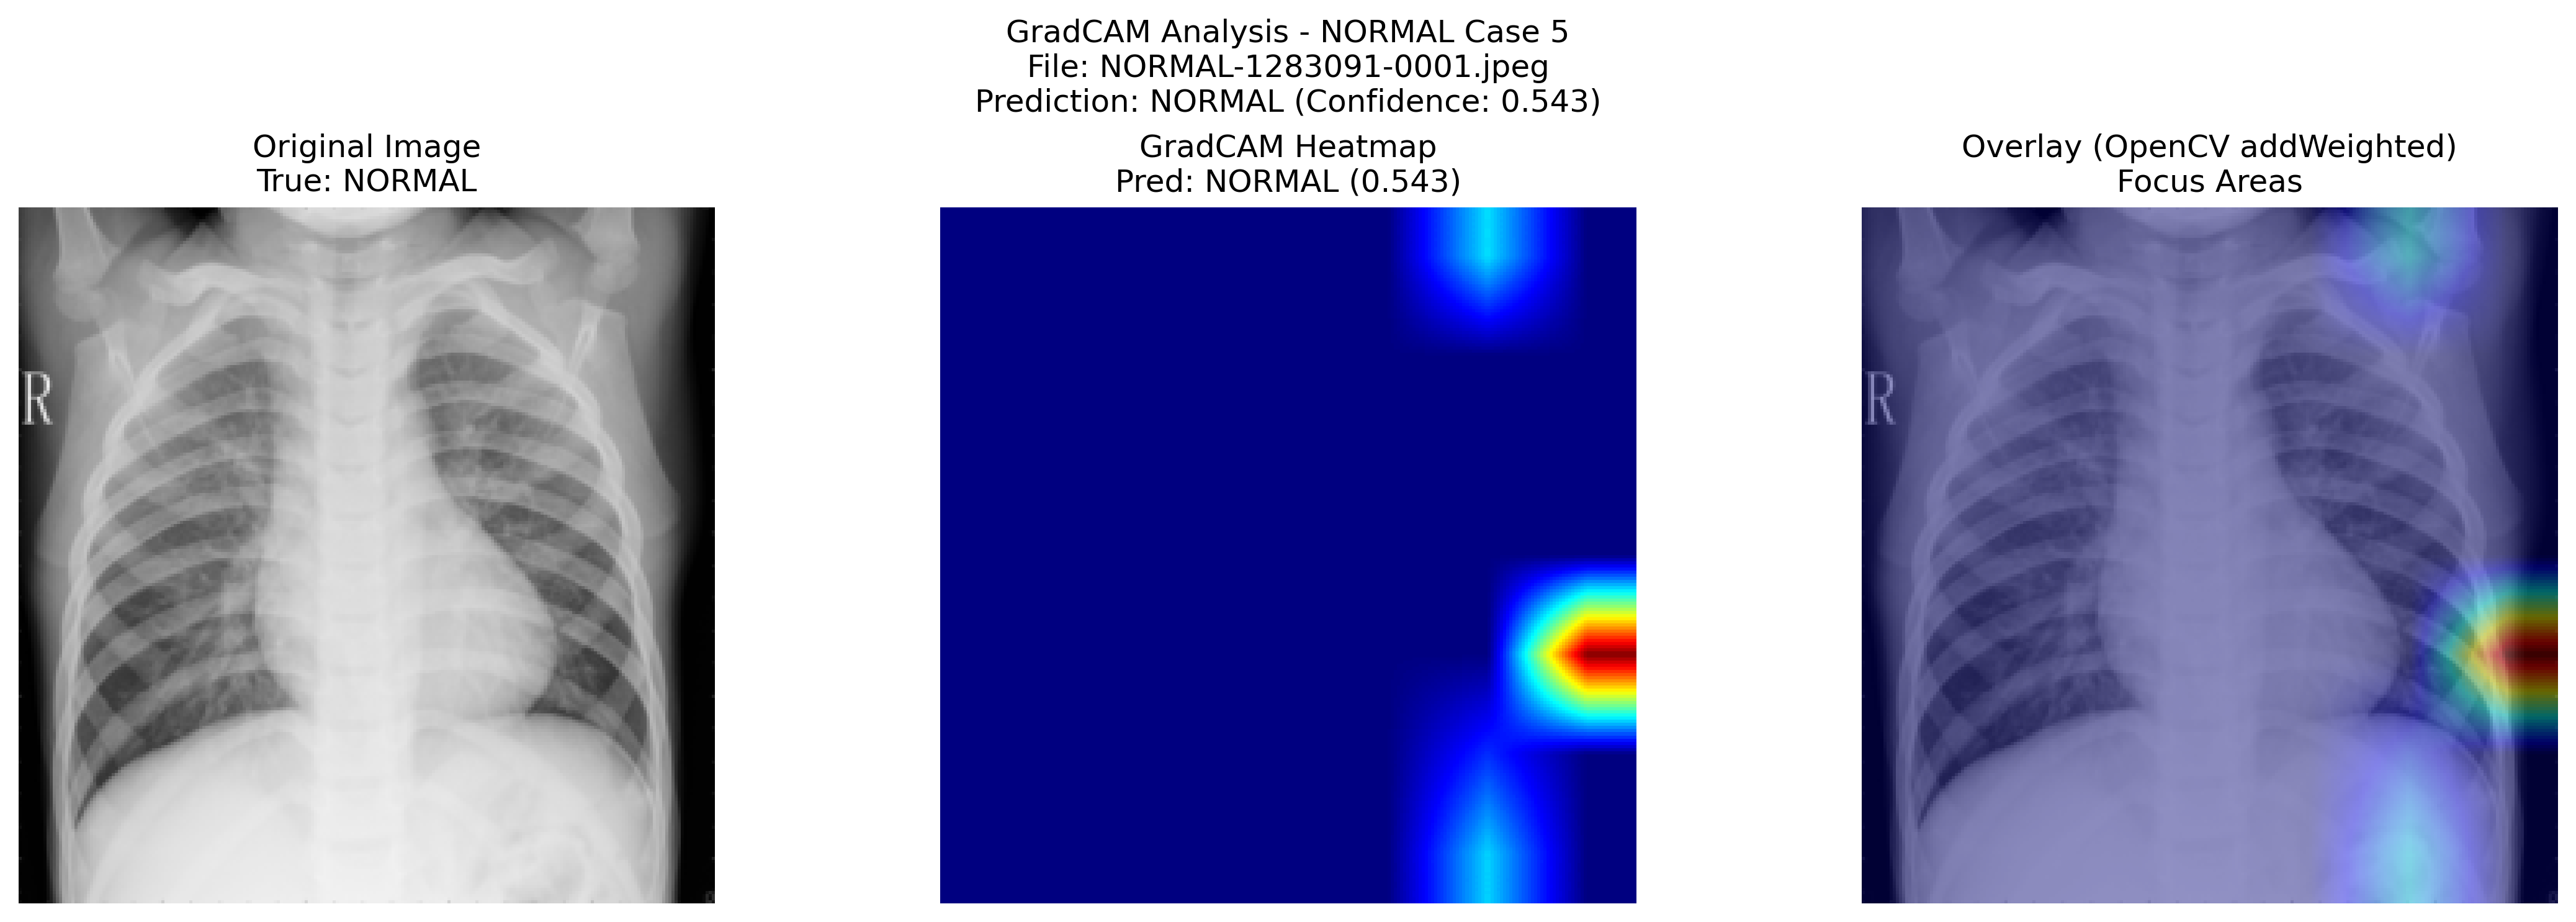 GradCAM Analysis - NORMAL Case 5
File: NORMAL-1283091-0001.jpeg
Prediction: NORMAL (Confidence: 0.543)
Original Image
True: NORMAL
GradCAM Heatmap
Pred: NORMAL (0.543)
Overlay (OpenCV addWeighted)
Focus Areas
R
R